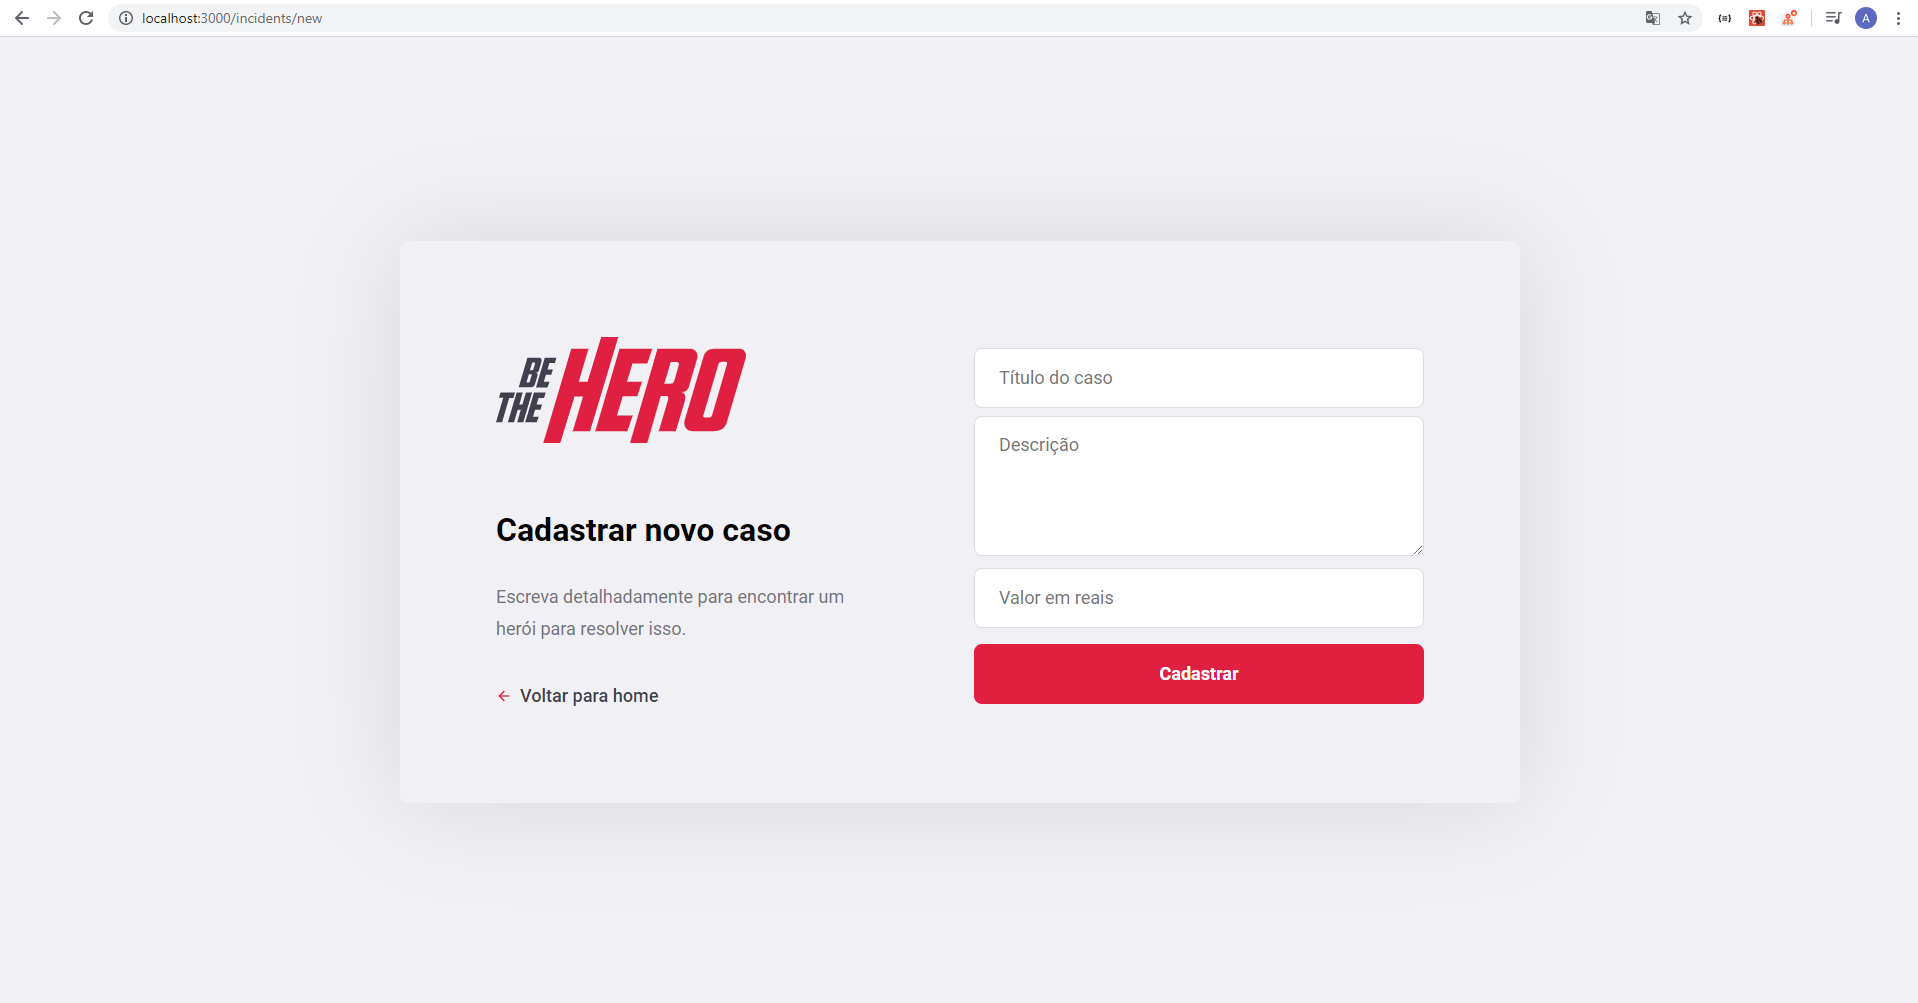 localhost:3000/incidents/new
A
BE
THE
HERO
Cadastrar novo caso
Escreva detalhadamente para encontrar um
herói para resolver isso.
Voltar para home
Título do caso
Descrição
Valor em reais
Cadastrar